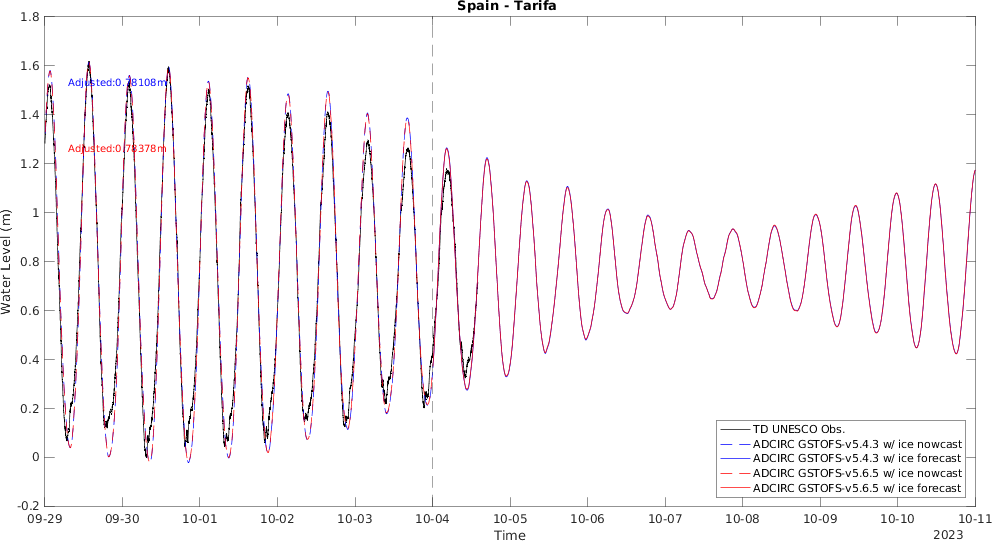 Spain - Tarifa
1.8
1.6
1.4
1.2
1
0.8
0.6
0.4
0.2
0
-0.2
Water Level (m)
Adjusted:0.78108m
Adjusted:0.78378m
TD UNESCO Obs.
ADCIRC GSTOFS-v5.4.3 w/ ice nowcast
ADCIRC GSTOFS-v5.4.3 w/ ice forecast
ADCIRC GSTOFS-v5.6.5 w/ ice nowcast
ADCIRC GSTOFS-v5.6.5 w/ ice forecast
09-29 09-30 10-01 10-02 10-03 10-04 10-05 10-06 10-07 10-08 10-09 10-10 10-11
Time
2023